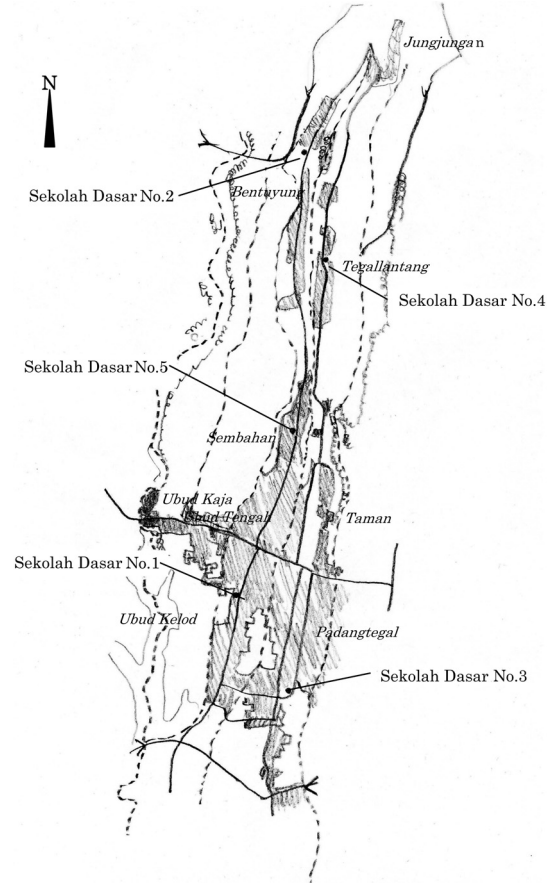 Jungjungan
N
Sekolah Dasar No.2
Bentuyung
Tegallantang
Sekolah Dasar No.4
Sekolah Dasar No.5
Sembahan
Ubud Kaja
Ubud Tengah
Taman
Sekolah Dasar No.1
Ubud Kelod
Padangtegal
Sekolah Dasar No.3